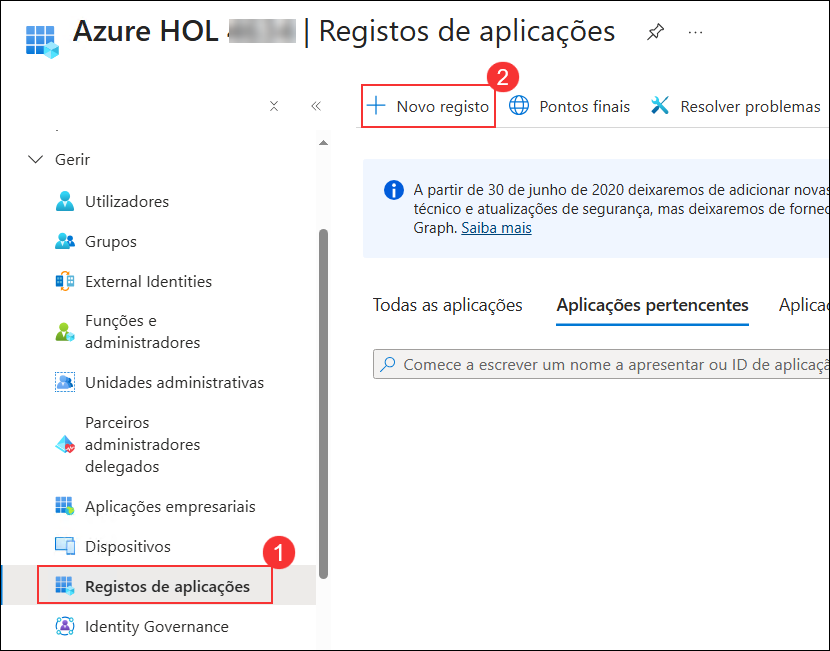 Azure HOL | Registos de aplicações
Novo registo
2
Pontos finais
Resolver problemas
Gerir
Utilizadores
Grupos
External Identities
Funções e
administradores
Unidades administrativas
Parceiros
administradores
delegados
Aplicações empresariais
Dispositivos
1
Registos de aplicações
Identity Governance
A partir de 30 de junho de 2020 deixaremos de adicionar novas
técnico e atualizações de segurança, mas deixaremos de fornec
Graph. Saiba mais
Todas as aplicações
Aplicações pertencentes
Aplicaç
Comece a escrever um nome a apresentar ou ID de aplicaçã